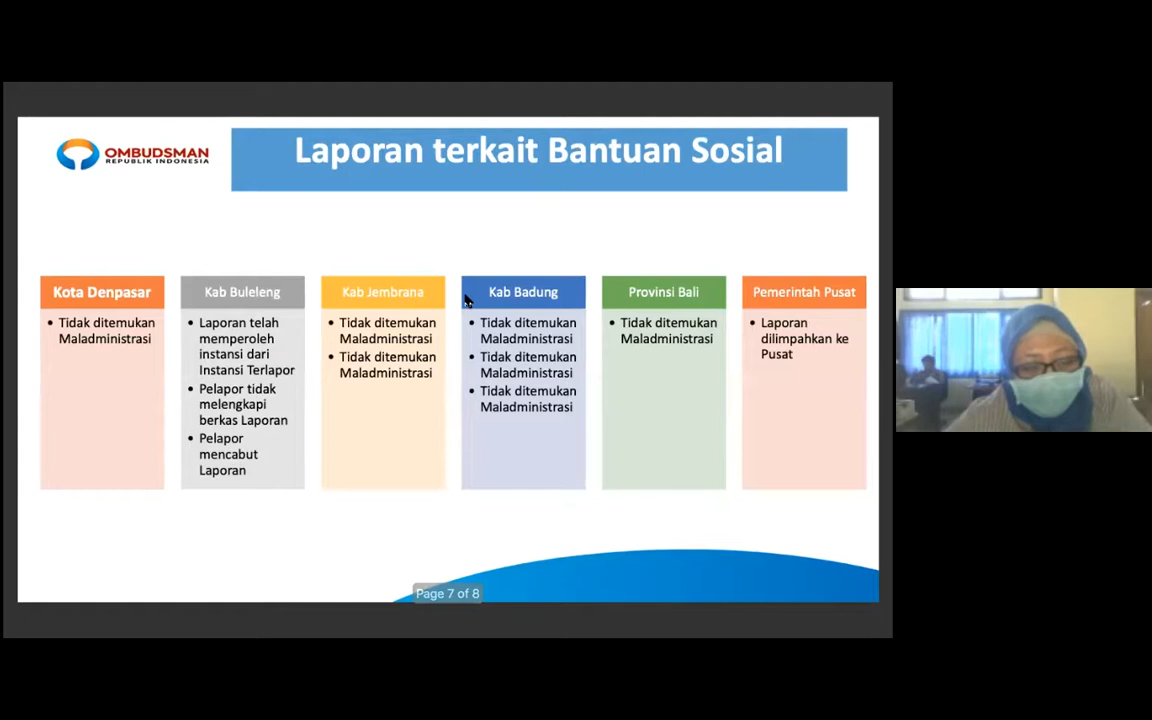 OMBUDSMAN
REPUBLIK INDONESIA
Laporan terkait Bantuan Sosial
Kota Denpasar
• Tidak ditemukan
Maladministrasi
Kab Buleleng
• Laporan telah
memperoleh
instansi dari
Instansi Terlapor
• Pelapor tidak
melengkapi
berkas Laporan
• Pelapor
mencabut
Laporan
Kab Jembrana
• Tidak ditemukan
Maladministrasi
• Tidak ditemukan
Maladministrasi
Kab Badung
• Tidak ditemukan
Maladministrasi
• Tidak ditemukan
Maladministrasi
• Tidak ditemukan
Maladministrasi
Provinsi Bali
• Tidak ditemukan
Maladministrasi
Pemerintah Pusat
• Laporan
dilimpahkan ke
Pusat
Page 7 of 8